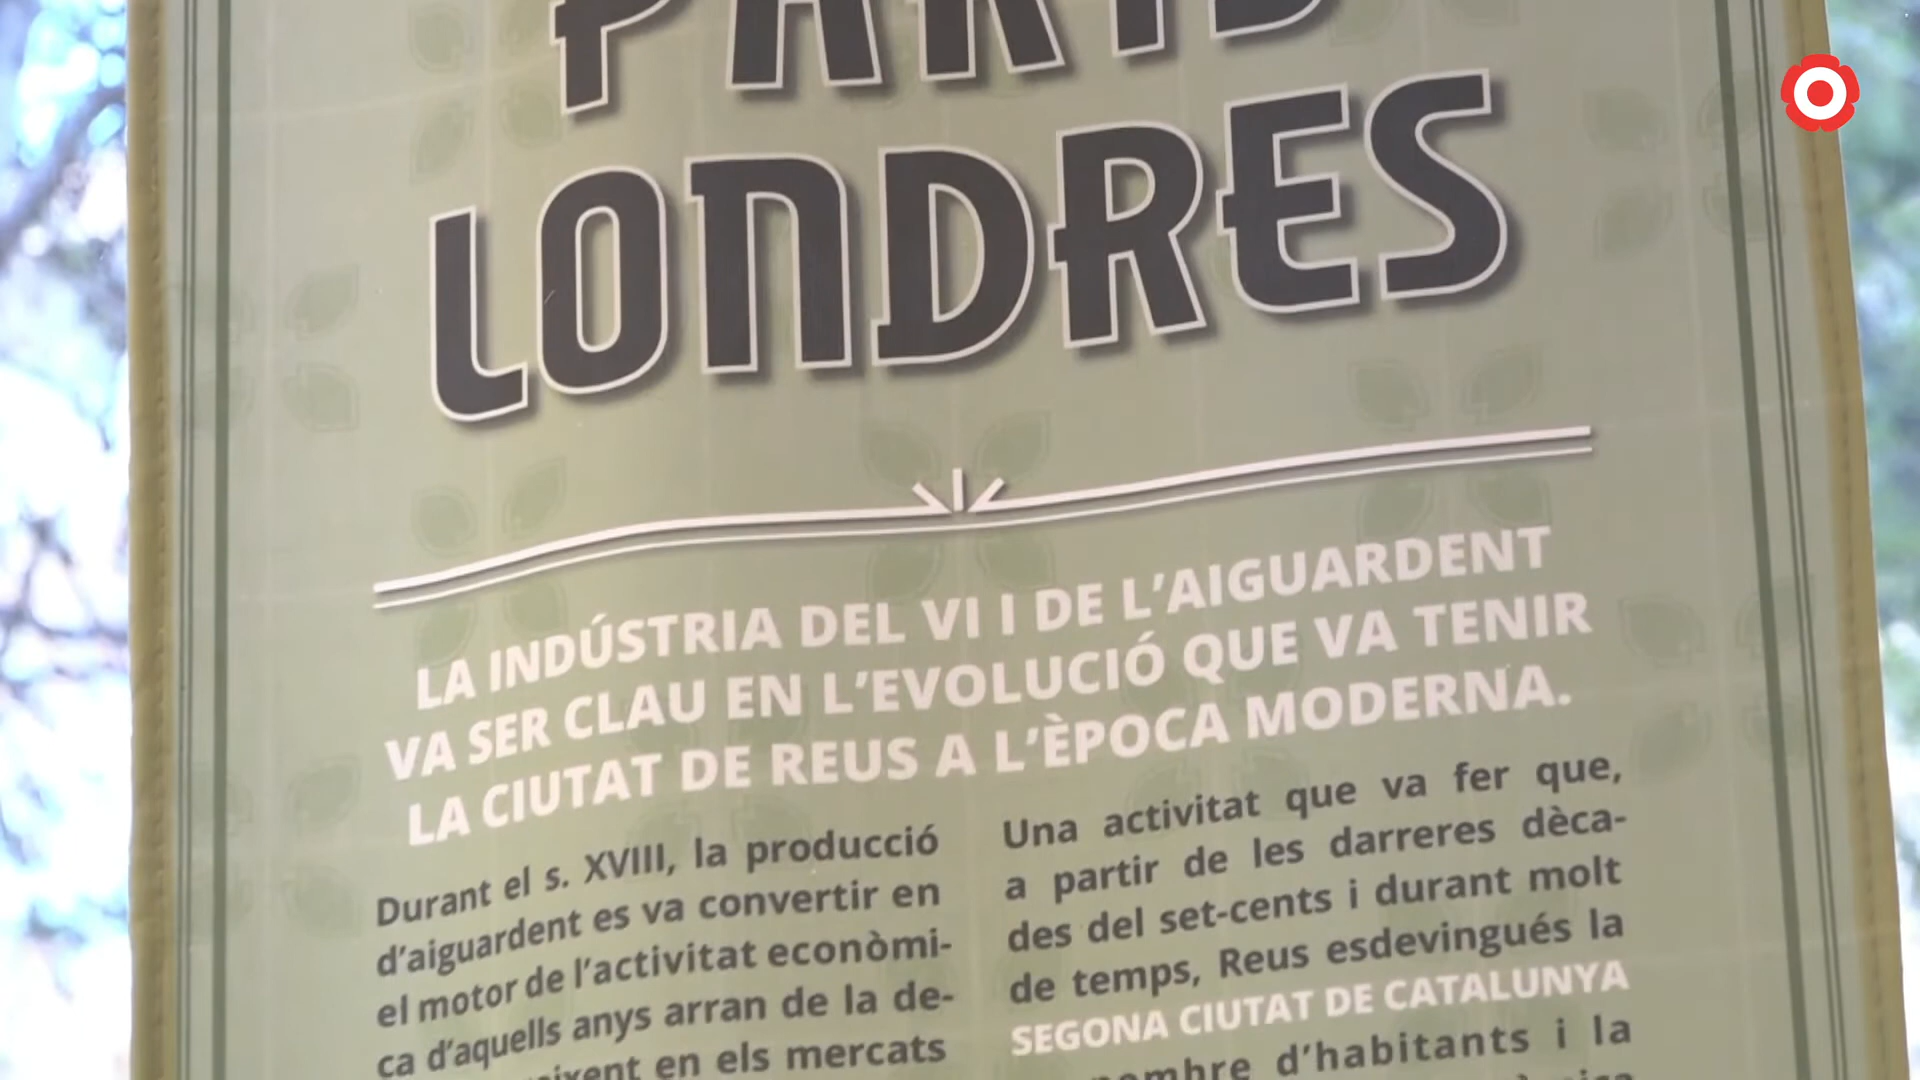 PARIS
LONDRES
LA INDÚSTRIA DEL VI I DE L'AIGUARDENT
VA SER CLAU EN L'EVOLUCIÓ QUE VA TENIR
LA CIUTAT DE REUS A L'ÈPOCA MODERNA.
Durant el s. XVIII, la producció
d'aiguardent es va convertir en
el motor de l'activitat econòmi-
ca d'aquells anys arran de la de-
en els mercats
Una activitat que va fer que,
a partir de les darreres dèca-
des del set-cents i durant molt
de temps, Reus esdevingués la
SEGONA CIUTAT DE CATALUNYA
nombre d'habitants i la